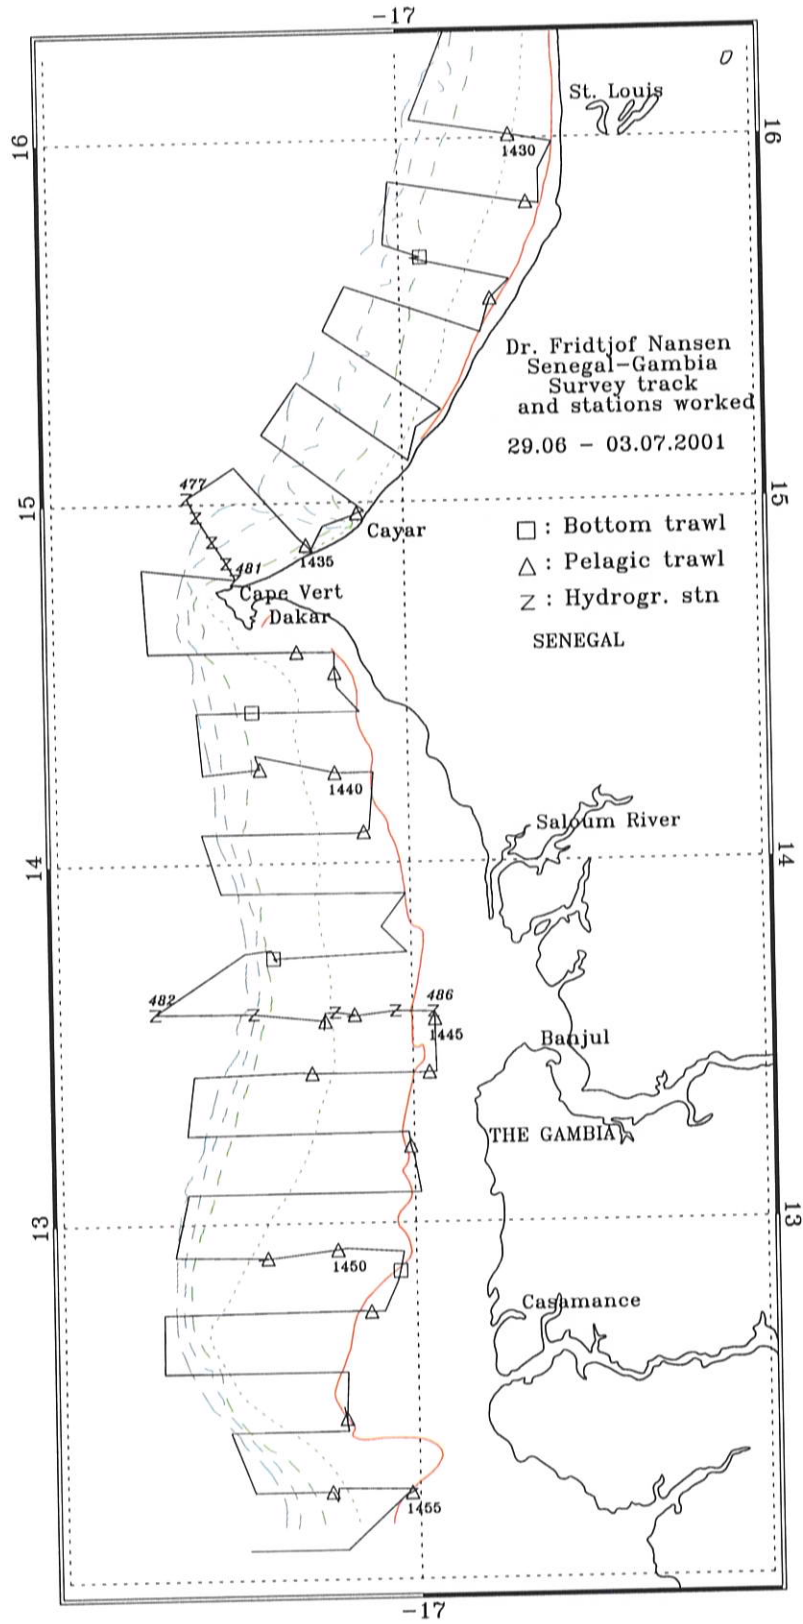 -17
St. Louis
16
16
1430
Dr. Fridtjof Nansen
Senegal-Gambia
Survey track
and stations worked
29.06 - 03.07.2001
477
15
15
Cayar
□ : Bottom trawl
1435
△ : Pelagic trawl
481
Cape Vert
Z : Hydrogr. stn
Dakar
SENEGAL
1440
Saloum River
14
14
482
486
1445
Banjul
THE GAMBIA
13
13
1450
Casamance
1455
-17